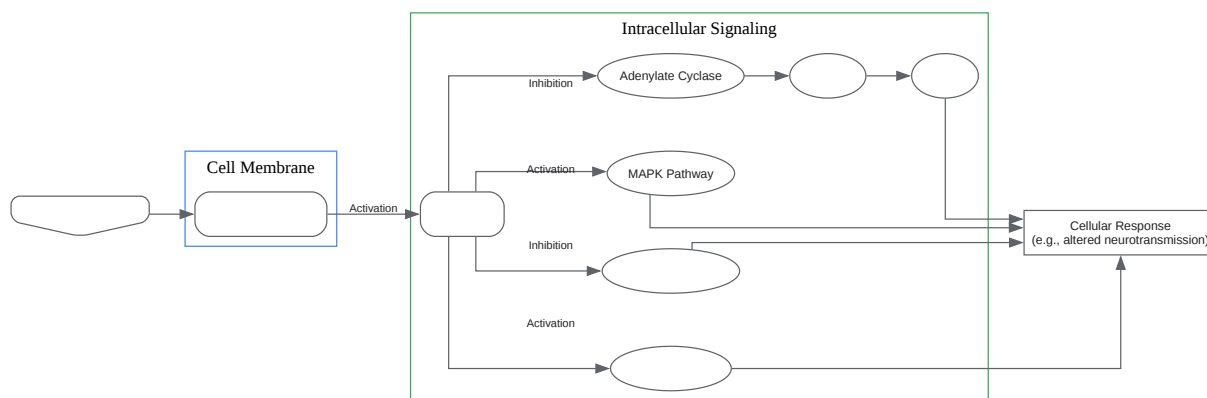 Intracellular Signaling
Inhibition
Adenylate Cyclase
Cell Membrane
Activation
MAPK Pathway
Activation
Inhibition
Cellular Response
(e.g., altered neurotransmission)
Activation